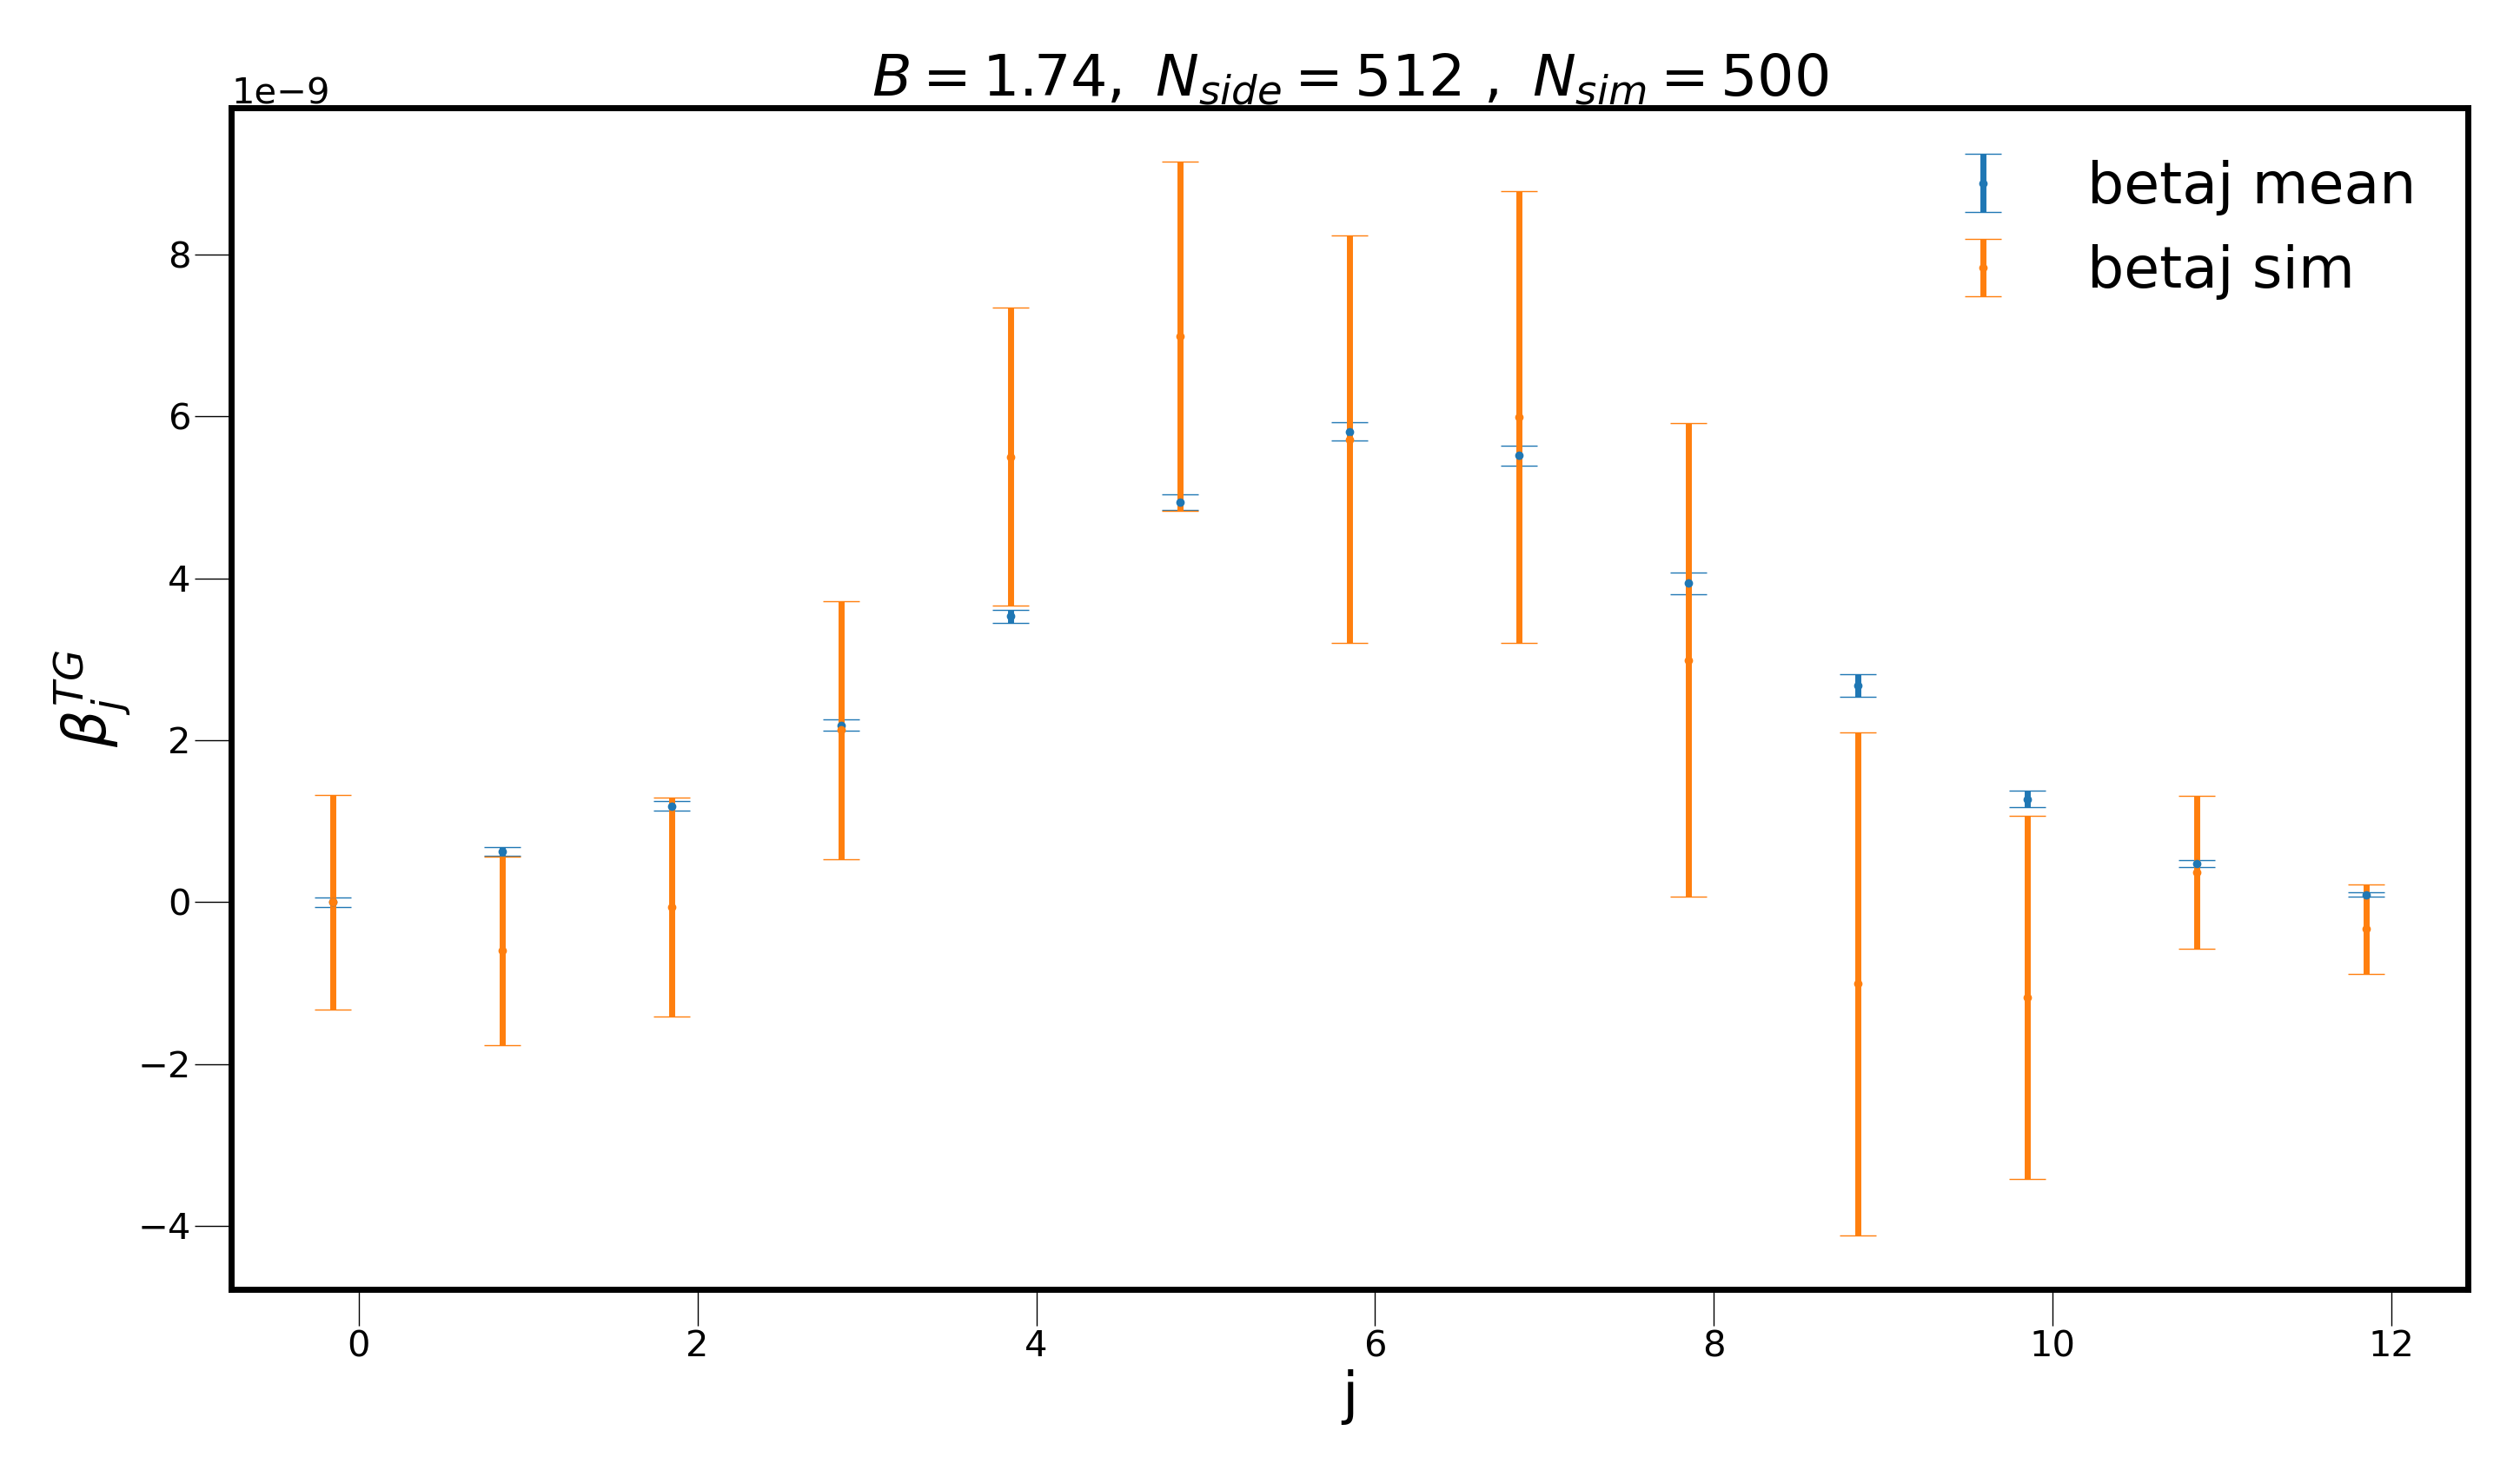 B = 1.74, N_side = 512 , N_sim = 500
1e−9
betaj mean
betaj sim
8
6
4
2
0
−2
−4
β_j^TG
0 2 4 6 8 10 12
j